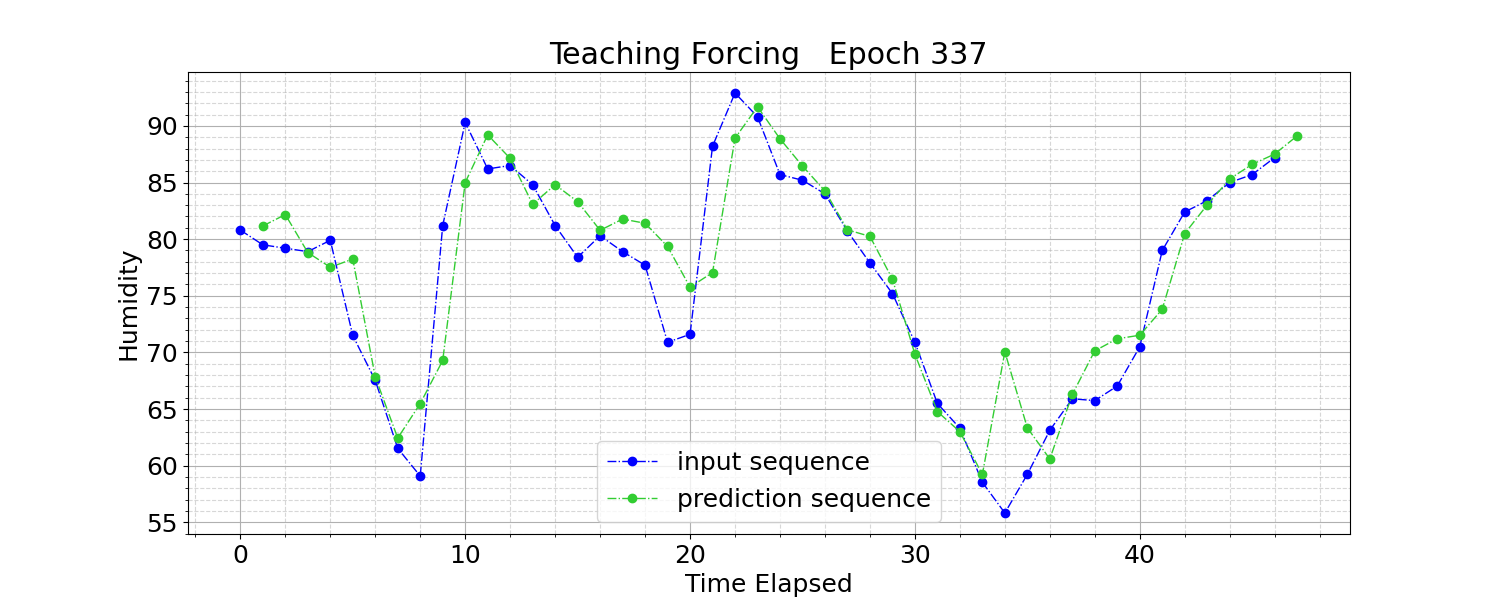 Teaching Forcing   Epoch 337
Humidity
90
85
80
75
70
65
60
55
input sequence
prediction sequence
0 10 20 30 40
Time Elapsed